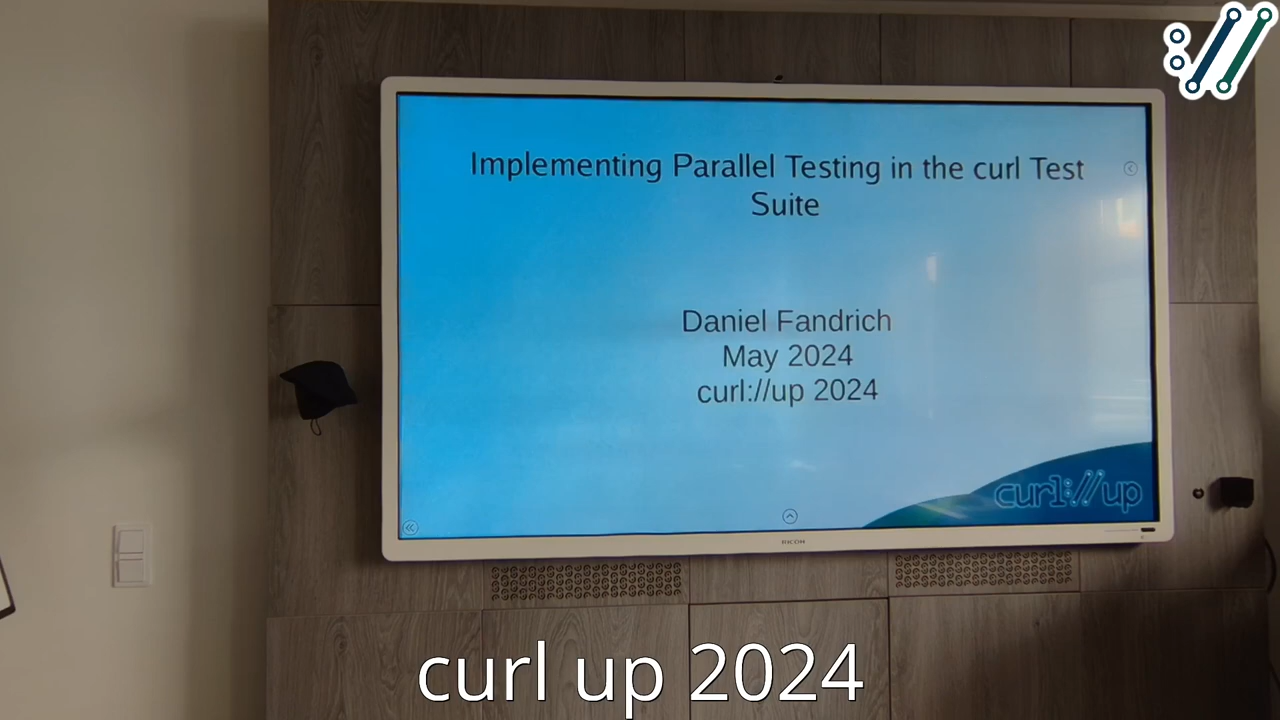 Implementing Parallel Testing in the curl Test
Suite
Daniel Fandrich
May 2024
curl://up 2024
curl://up
RICOH
curl up 2024